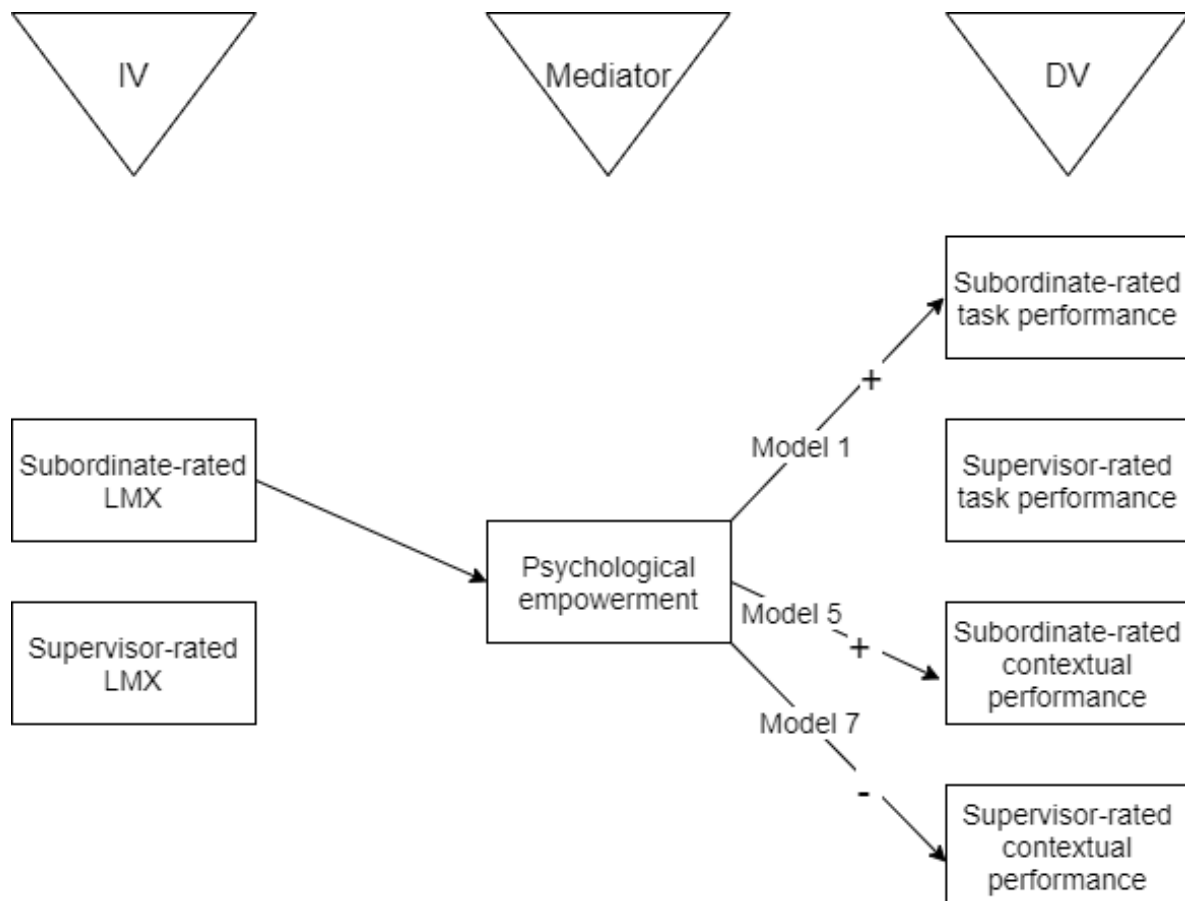 IV
Mediator
DV
Subordinate-rated
task performance
+
Model 1
Subordinate-rated
LMX
Supervisor-rated
task performance
Psychological
empowerment
Model 5
+
Subordinate-rated
contextual
performance
Supervisor-rated
LMX
Model 7
-
Supervisor-rated
contextual
performance